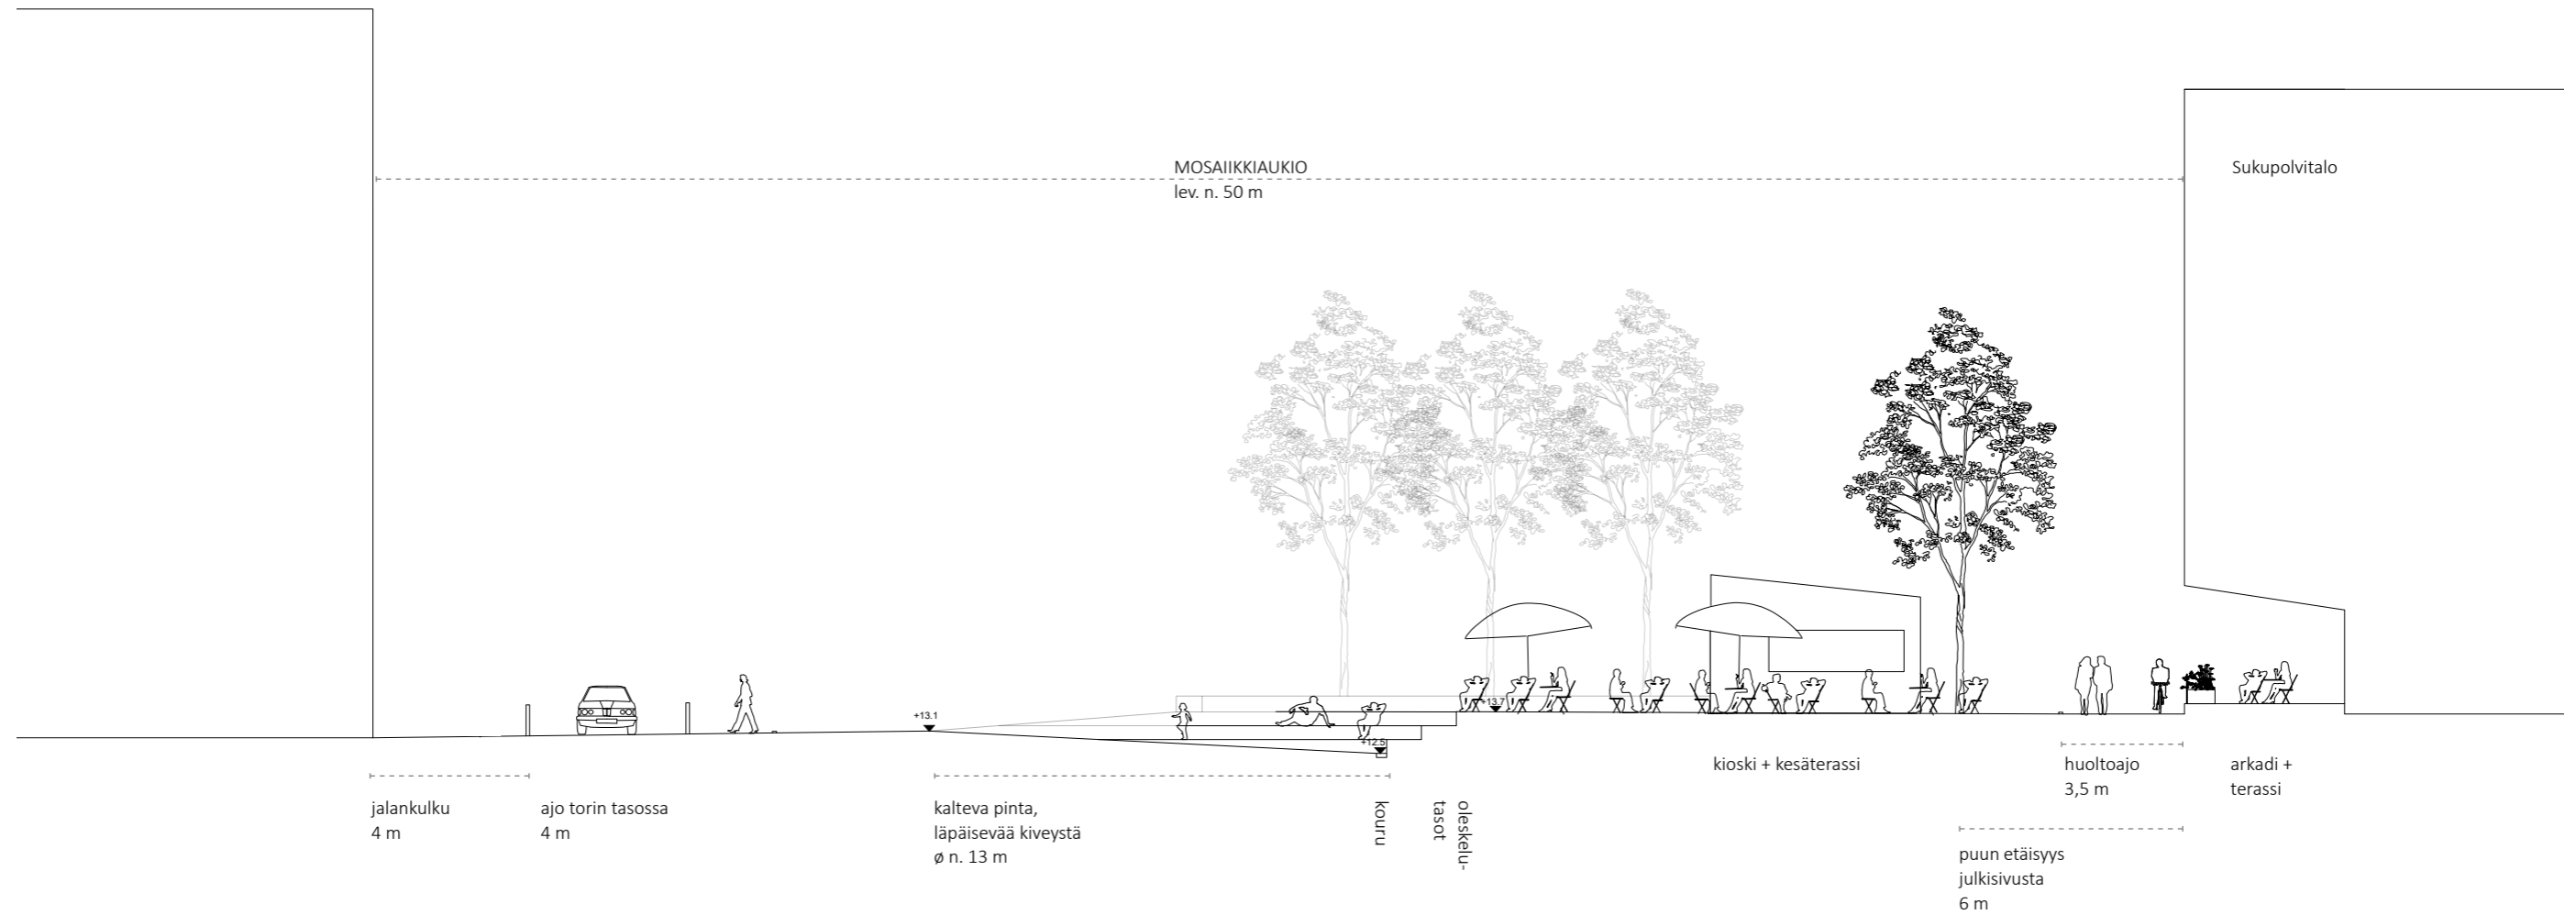 MOSAIIKKIAUKIO
lev. n. 50 m
Sukupolvitalo
+13.1
+13.7
+12.5
jalankulku
4 m
ajo torin tasossa
4 m
kalteva pinta,
läpäisevää kiveystä
ø n. 13 m
kouru
oleskelu-
tasot
kioski + kesäterassi
huoltoajo
3,5 m
arkadi +
terassi
puun etäisyys
julkisivusta
6 m